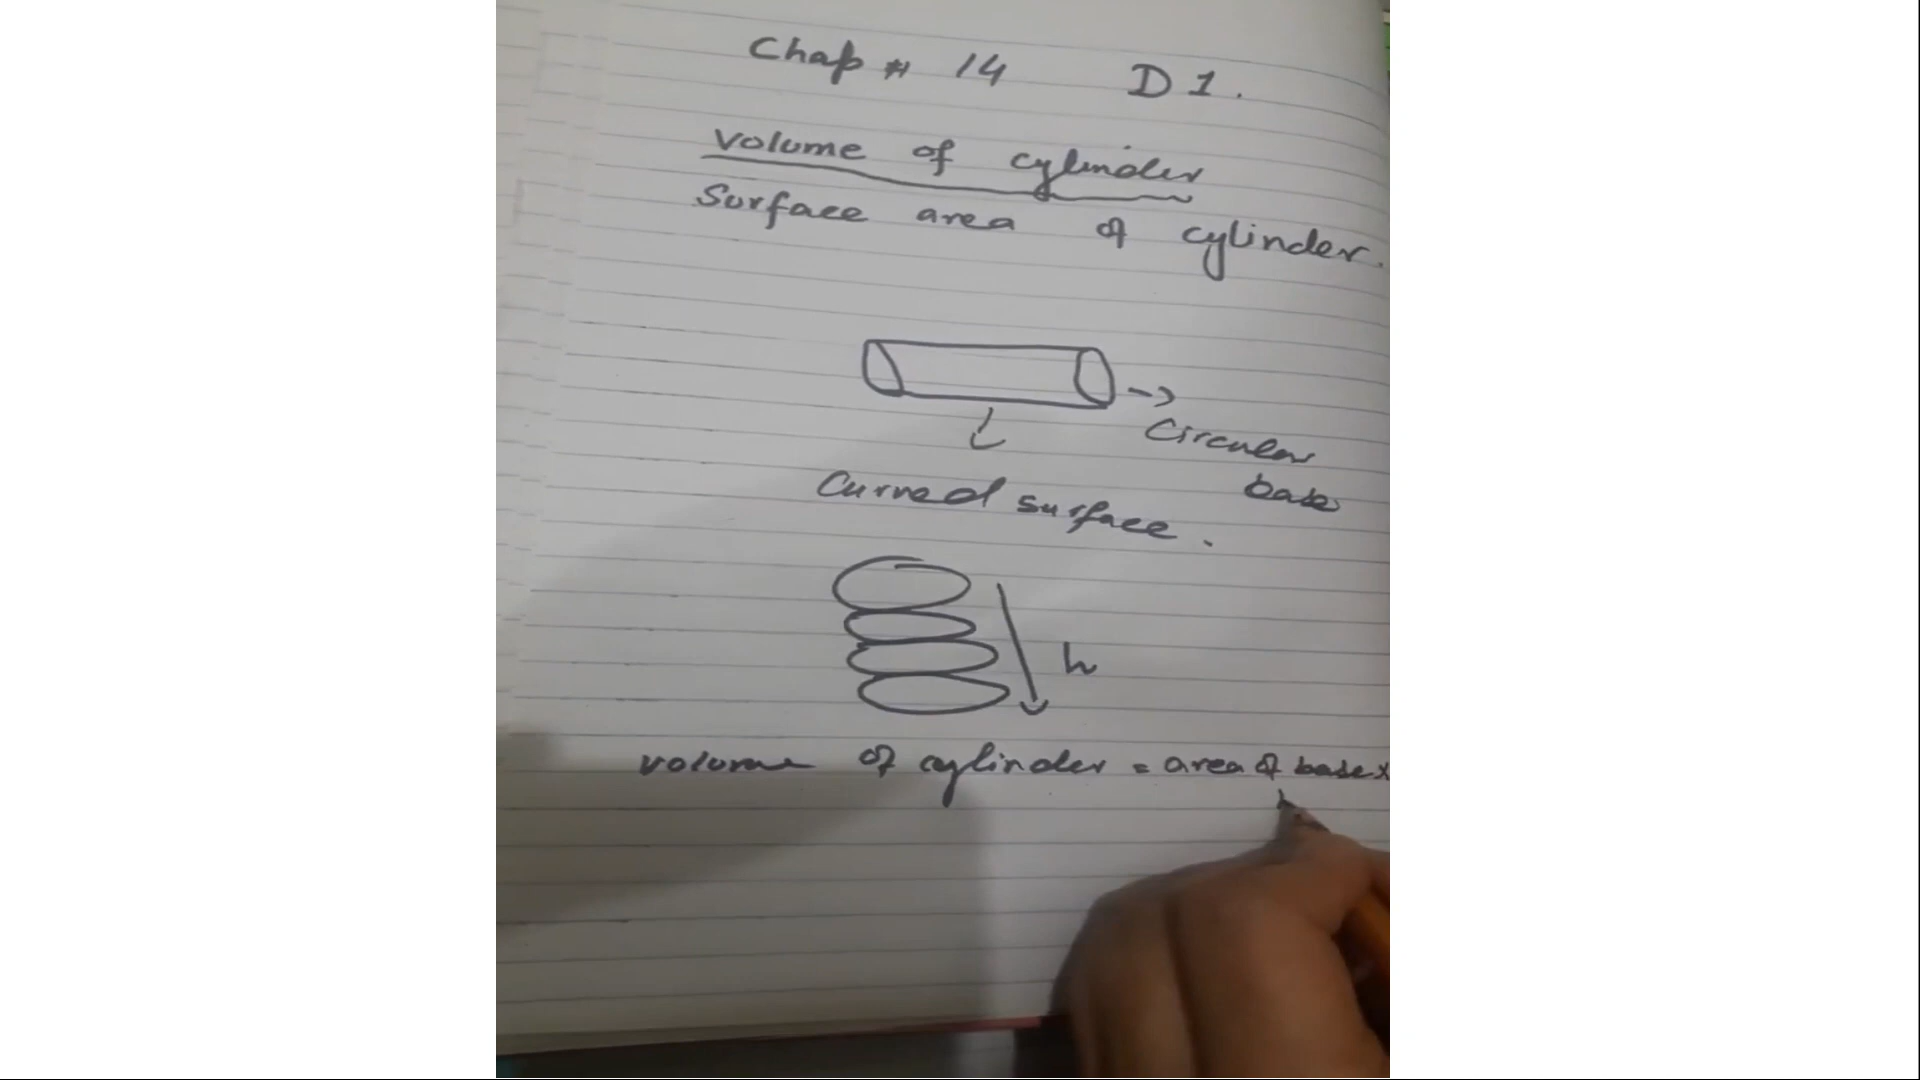 Chap # 14 D 1.
Volume of cylinder
Surface area of cylinder.
Circular
base
Curved surface.
h
volume of cylinder = area of base x